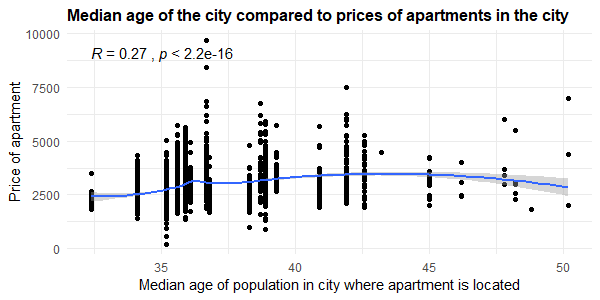 Median age of the city compared to prices of apartments in the city
R = 0.27 , p < 2.2e-16
Price of apartment
10000
7500
5000
2500
0
35
40
45
50
Median age of population in city where apartment is located